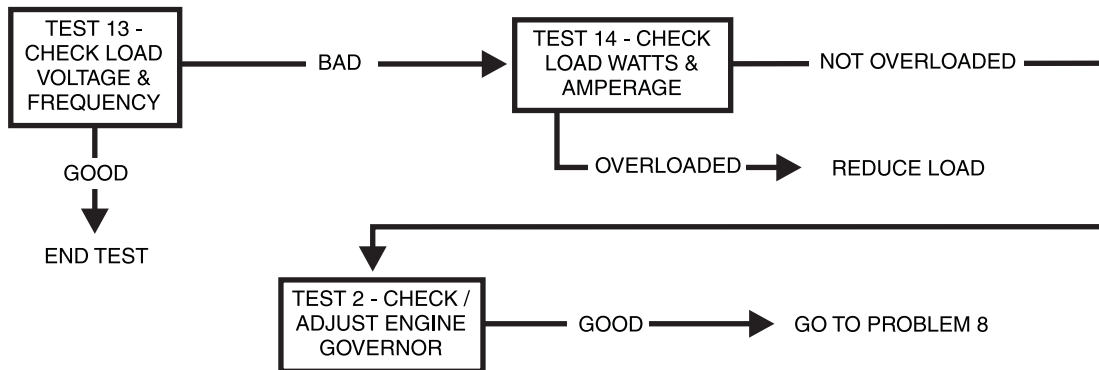 TEST 13 -
CHECK LOAD
VOLTAGE &
FREQUENCY
BAD
TEST 14 - CHECK
LOAD WATTS &
AMPERAGE
NOT OVERLOADED
GOOD
END TEST
OVERLOADED
REDUCE LOAD
TEST 2 - CHECK /
ADJUST ENGINE
GOVERNOR
GOOD
GO TO PROBLEM 8